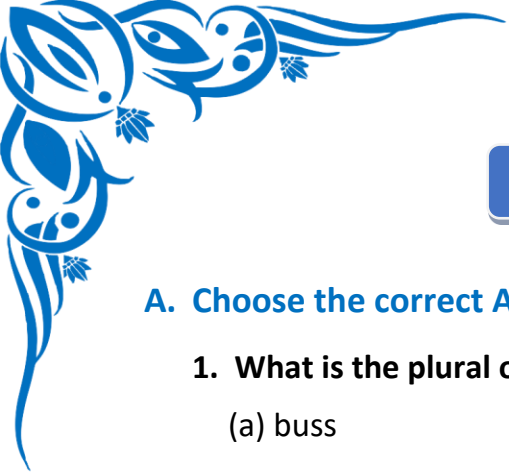 A. Choose the correct A
1. What is the plural
(a) buss